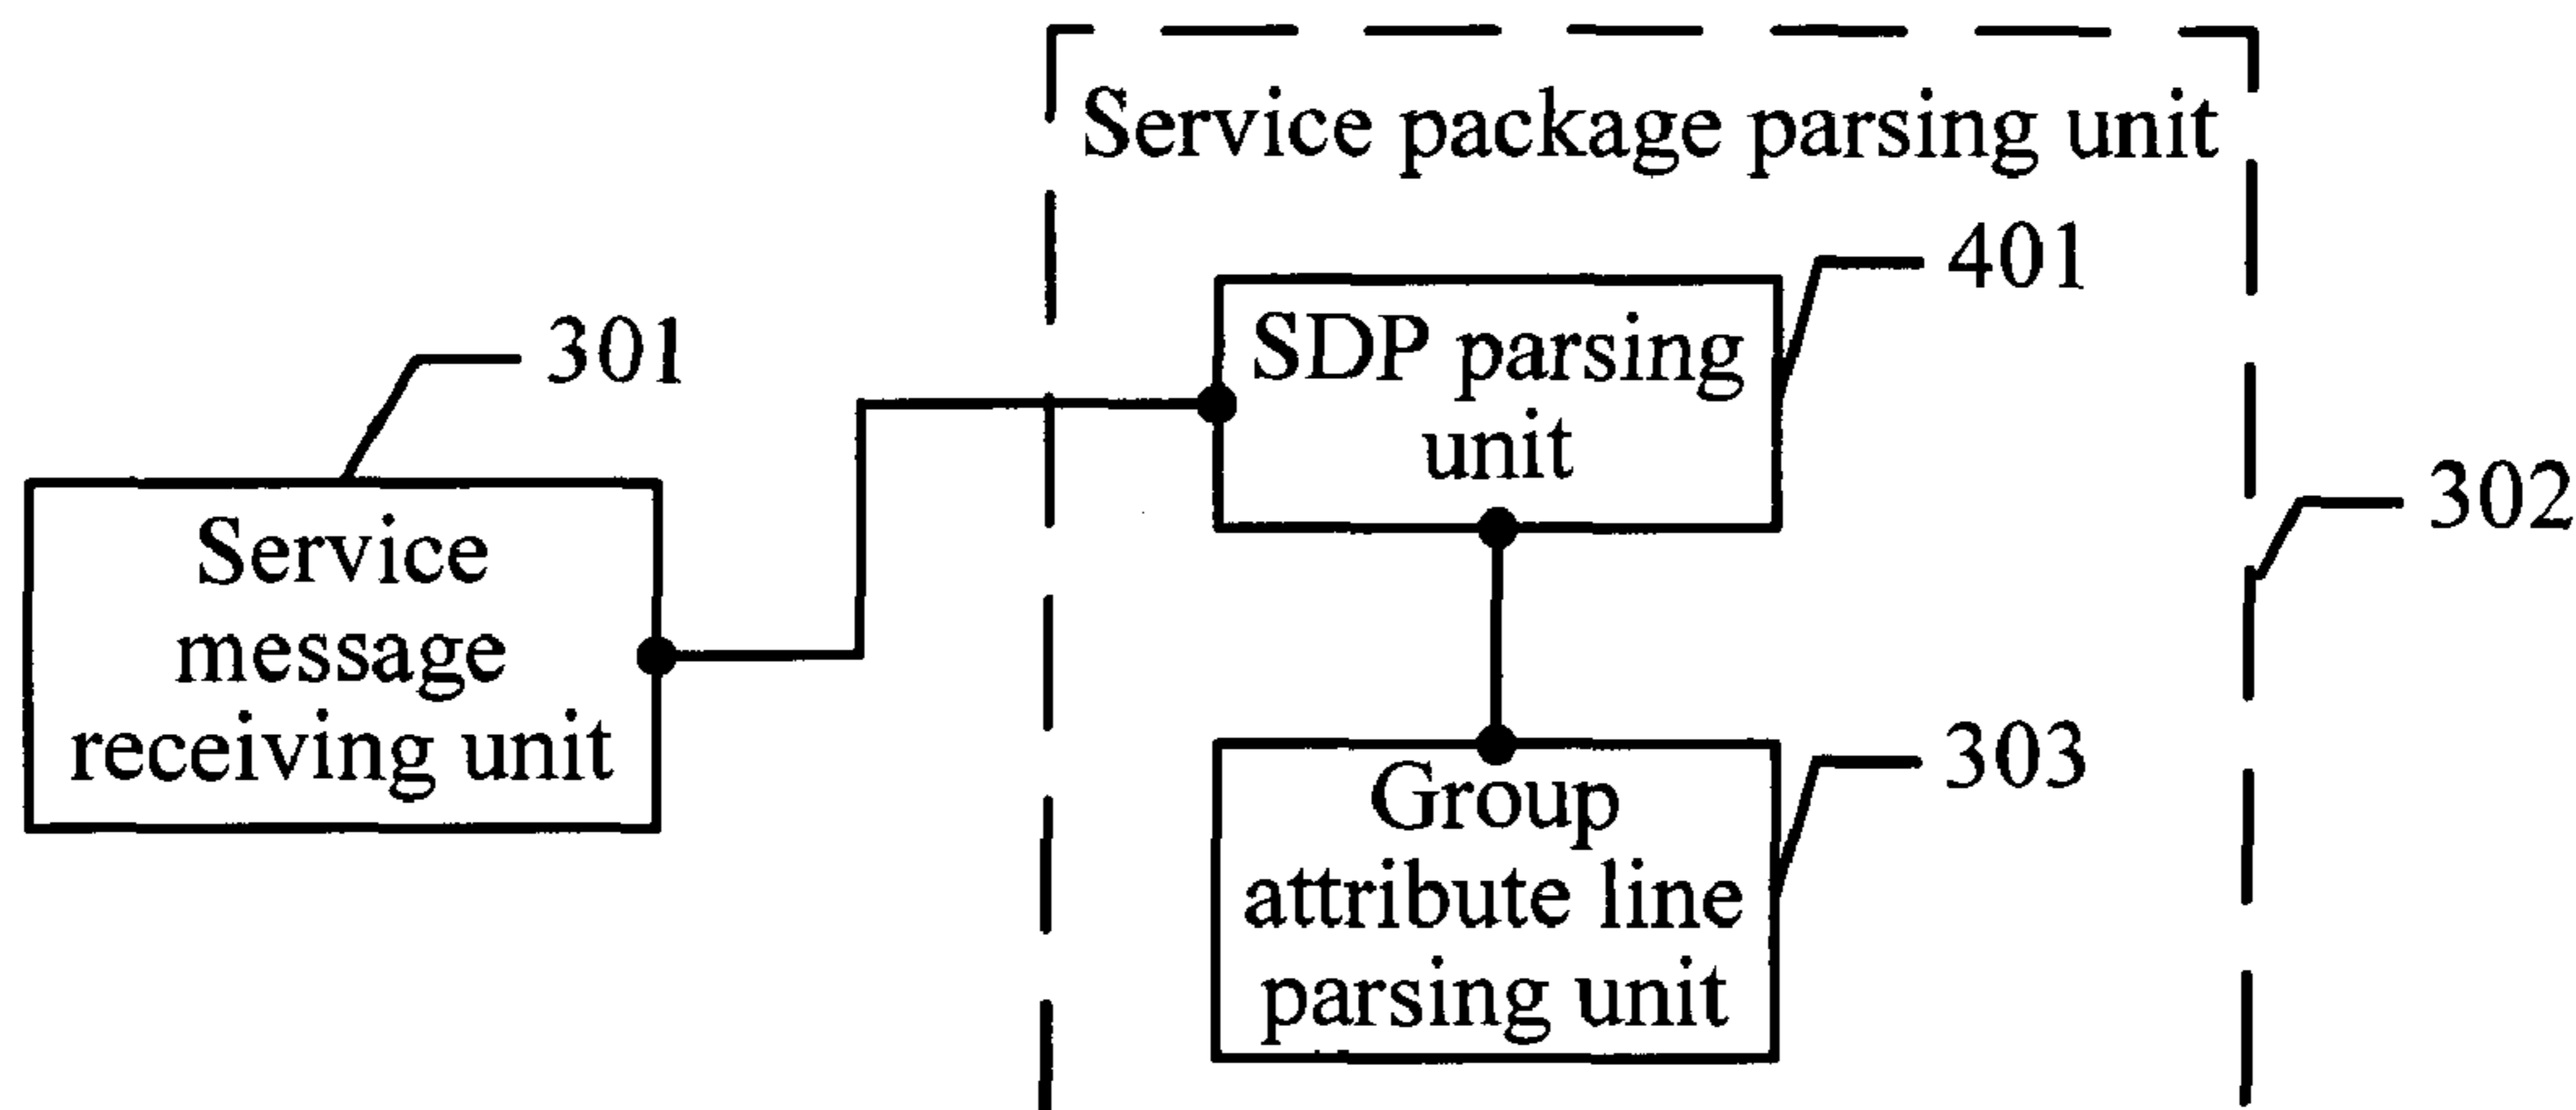 Service package parsing unit
401
SDP parsing
unit
301
302
Service
message
receiving unit
303
Group
attribute line
parsing unit